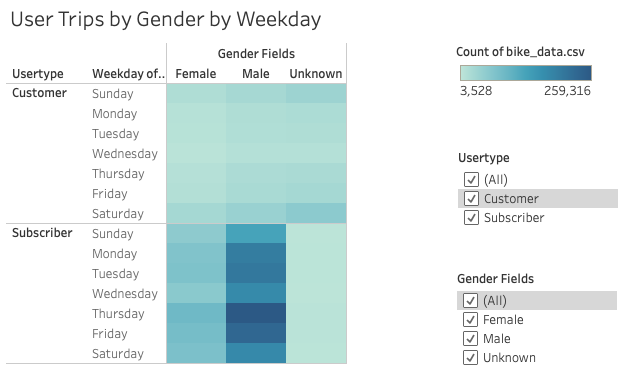 User Trips by Gender by Weekday
Gender Fields
Usertype Weekday of.. Female Male Unknown
Customer Sunday
Monday
Tuesday
Wednesday
Thursday
Friday
Saturday
Subscriber Sunday
Monday
Tuesday
Wednesday
Thursday
Friday
Saturday
Count of bike_data.csv
3,528 259,316
Usertype
(All)
Customer
Subscriber
Gender Fields
(All)
Female
Male
Unknown